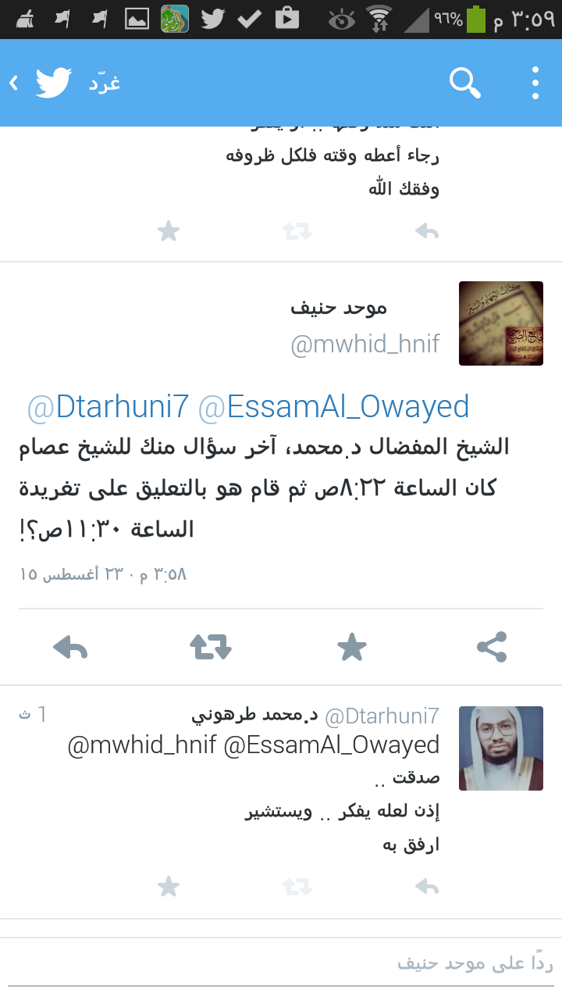 ٩٦% ٣:٥٩ م
غرّد
رجاء أعطه وقته فلكل ظروفه
وفقك الله
موحد حنيف
@mwhid_hnif
كتاب الجهاد والسير
@Dtarhuni7 @EssamAl_Owayed
الشيخ المفضال د.محمد، آخر سؤال منك للشيخ عصام
كان الساعة ٨:٢٢ص ثم قام هو بالتعليق على تغريدة
الساعة ١١:٣٠ص؟!
٣:٥٨ م · ٢٣ أغسطس ١٥
د.محمد طرهوني @Dtarhuni7 1 ث
@mwhid_hnif @EssamAl_Owayed
صدقت ..
إذن لعله يفكر .. ويستشير
ارفق به
ردًا على موحد حنيف